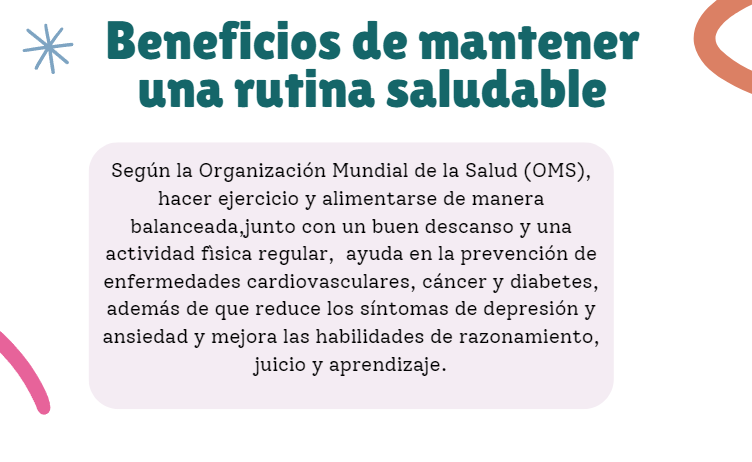 Beneficios de mantener
una rutina saludable
Según la Organización Mundial de la Salud (OMS),
hacer ejercicio y alimentarse de manera
balanceada,junto con un buen descanso y una
actividad fisica regular,  ayuda en la prevención de
enfermedades cardiovasculares, cáncer y diabetes,
además de que reduce los síntomas de depresión y
ansiedad y mejora las habilidades de razonamiento,
juicio y aprendizaje.